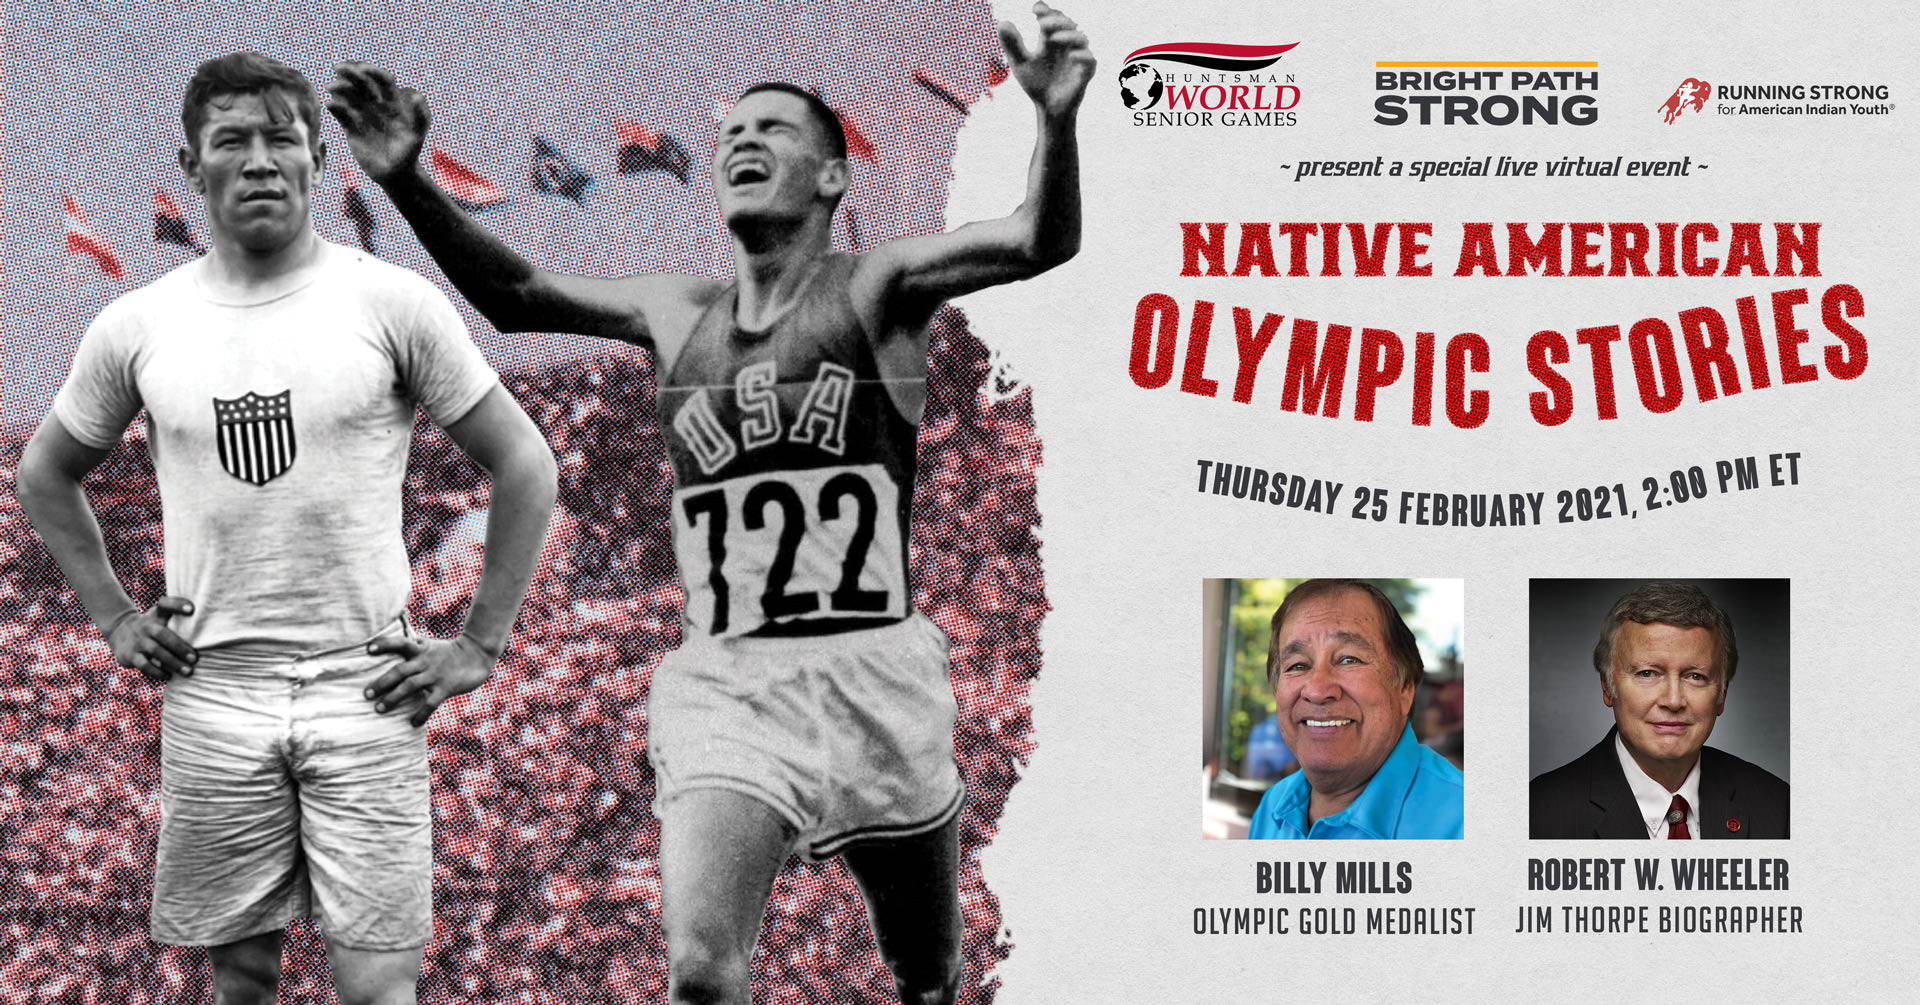 HUNTSMAN
WORLD
SENIOR GAMES
BRIGHT PATH
STRONG
RUNNING STRONG
for American Indian Youth®
~ present a special live virtual event ~
NATIVE AMERICAN
OLYMPIC STORIES
THURSDAY 25 FEBRUARY 2021, 2:00 PM ET
USA
722
BILLY MILLS
OLYMPIC GOLD MEDALIST
ROBERT W. WHEELER
JIM THORPE BIOGRAPHER